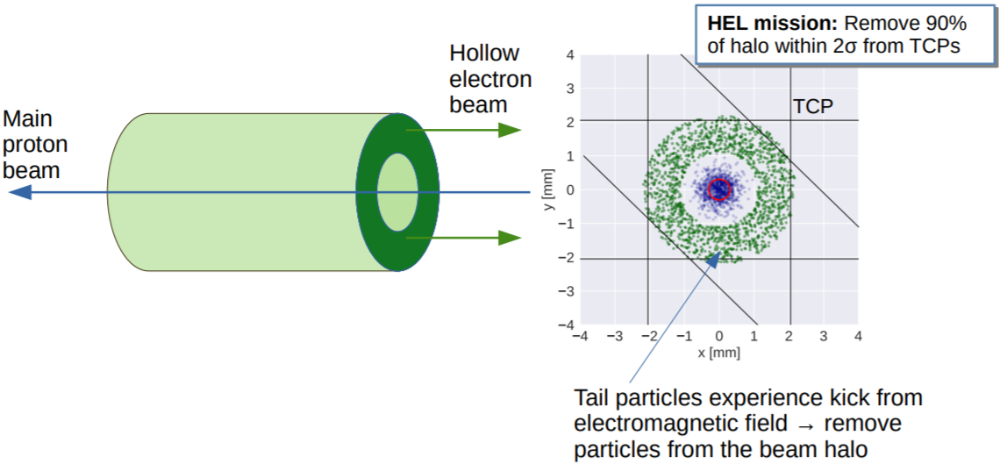 HEL mission: Remove 90%
of halo within 2σ from TCPs
Hollow
electron
beam
Main
proton
beam
TCP
4
3
2
1
0
−1
−2
−3
−4
y [mm]
−4 −3 −2 −1 0 1 2 3 4
x [mm]
Tail particles experience kick from
electromagnetic field → remove
particles from the beam halo